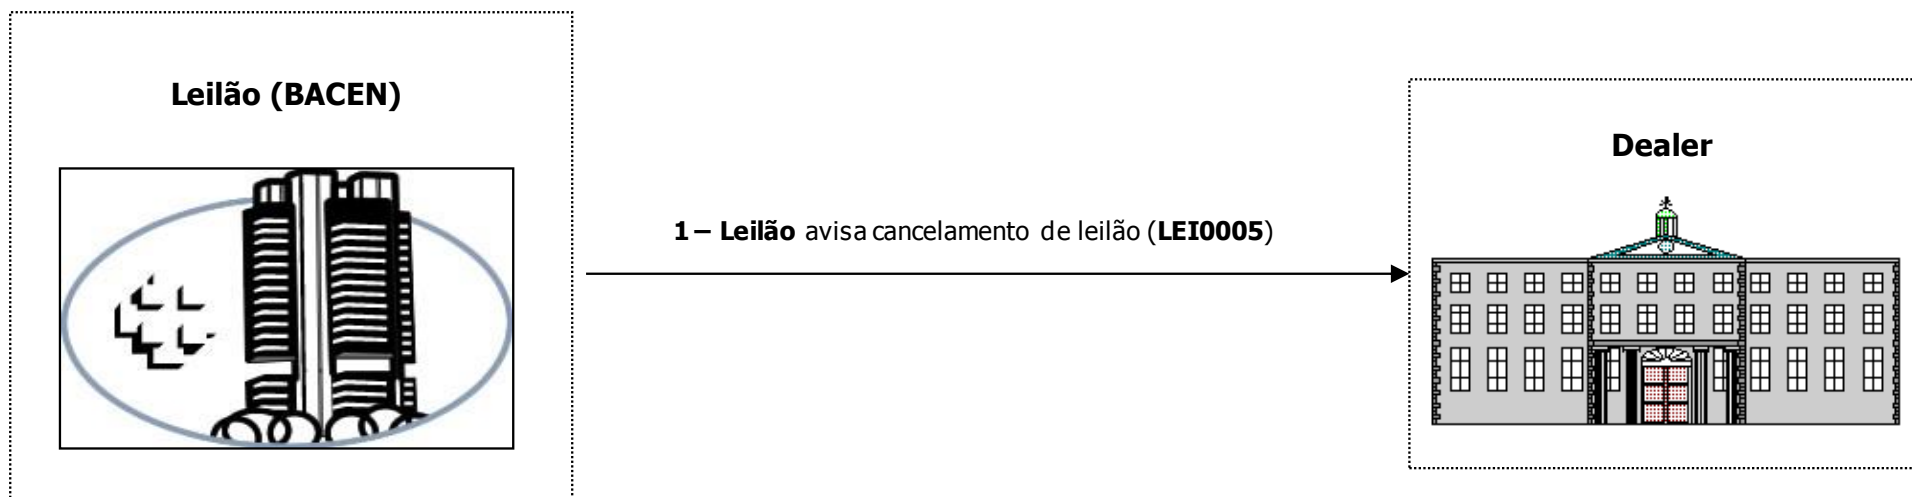 Leilão (BACEN)
Dealer
1 – Leilão avisa cancelamento de leilão (LEI0005)